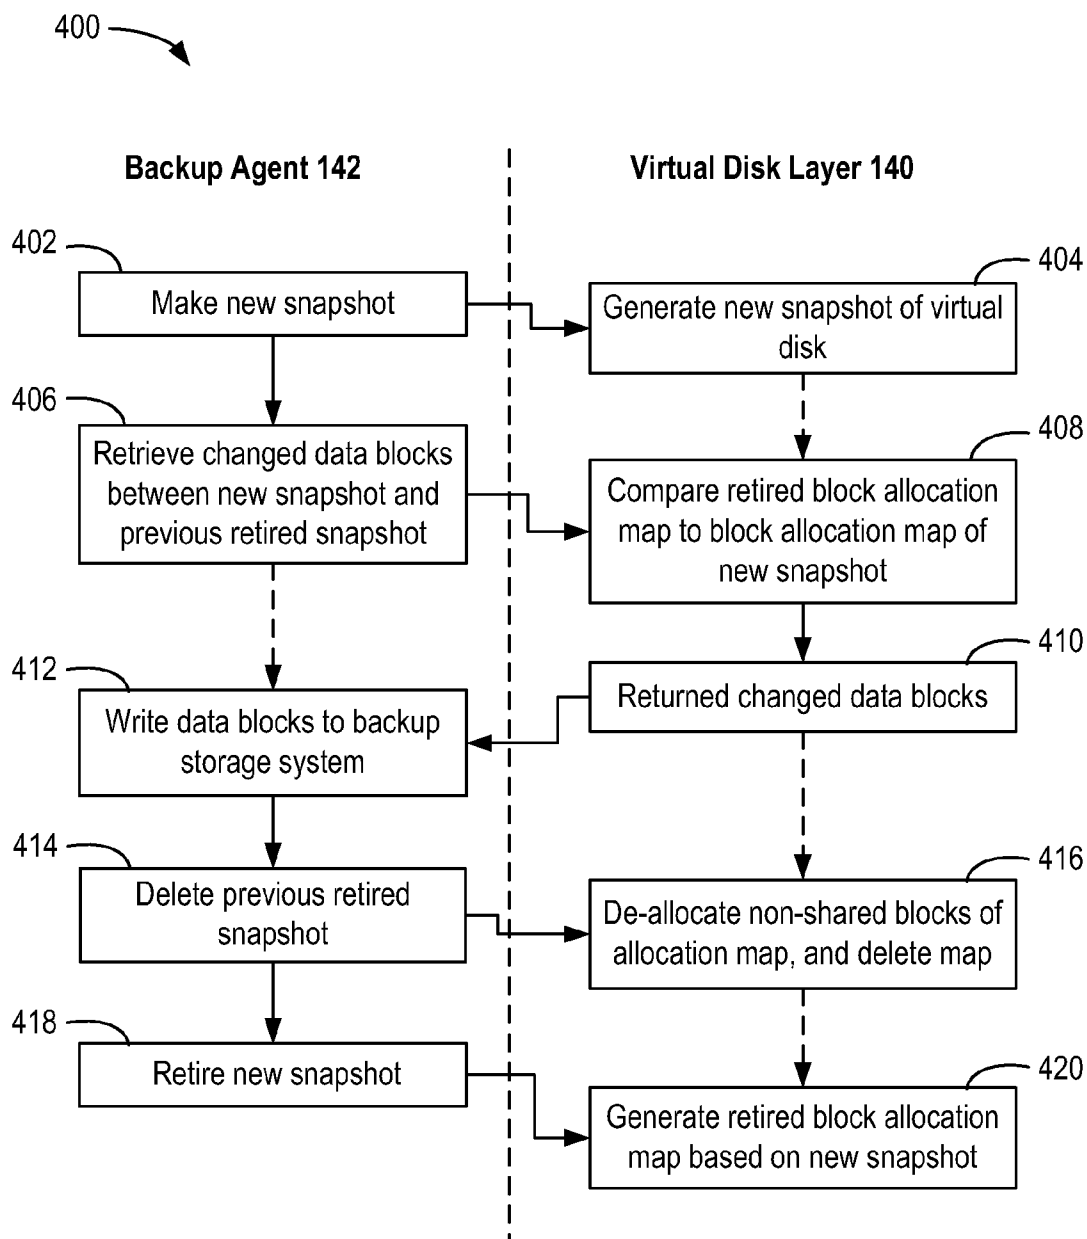 400
Backup Agent 142
Virtual Disk Layer 140
402
Make new snapshot
404
Generate new snapshot of virtual
disk
406
Retrieve changed data blocks
between new snapshot and
previous retired snapshot
408
Compare retired block allocation
map to block allocation map of
new snapshot
410
Returned changed data blocks
412
Write data blocks to backup
storage system
414
Delete previous retired
snapshot
416
De-allocate non-shared blocks of
allocation map, and delete map
418
Retire new snapshot
420
Generate retired block allocation
map based on new snapshot